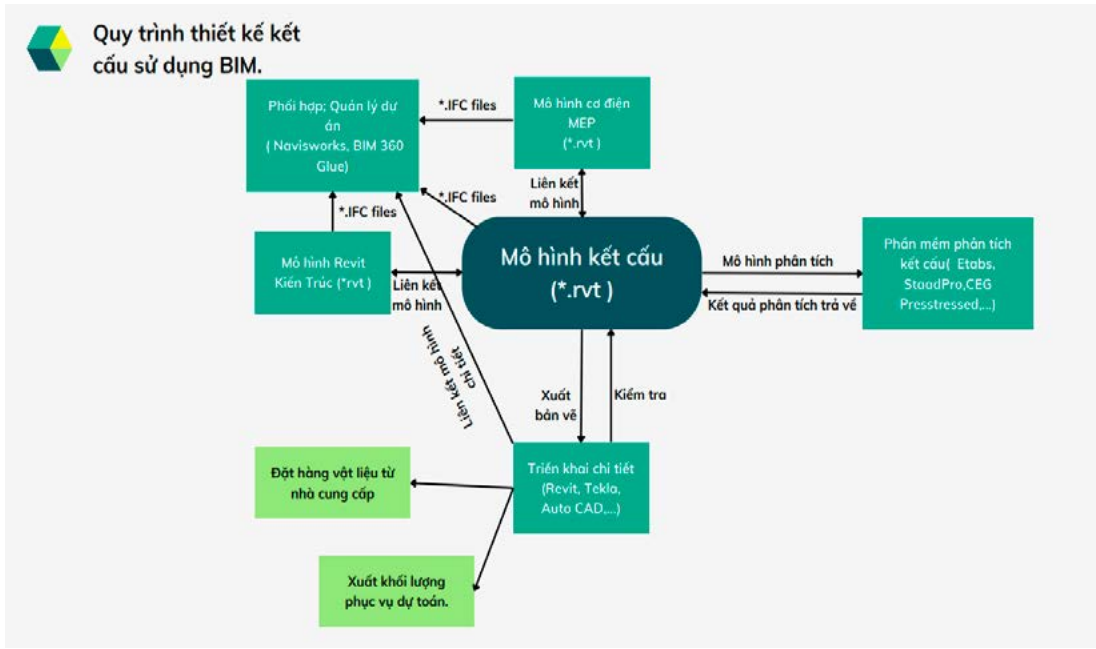 Quy trình thiết kế kết
cấu sử dụng BIM.
Phối hợp; Quản lý dự
án
( Navisworks, BIM 360
Glue)
*.IFC files
Mô hình cơ điện
MEP
(*.rvt )
*.IFC files
*.IFC files
Liên kết
mô hình
Mô hình Revit
Kiến Trúc (*rvt )
Liên kết
mô hình
Mô hình kết cấu
(*.rvt )
Mô hình phân tích
Kết quả phân tích trả về
Phần mềm phân tích
kết cấu( Etabs,
StaadPro,CEG
Presstressed,...)
Liên kết mô hình
chi tiết
Xuất
bản vẽ
Kiểm tra
Triển khai chi tiết
(Revit, Tekla,
Auto CAD,...)
Đặt hàng vật liệu từ
nhà cung cấp
Xuất khối lượng
phục vụ dự toán.